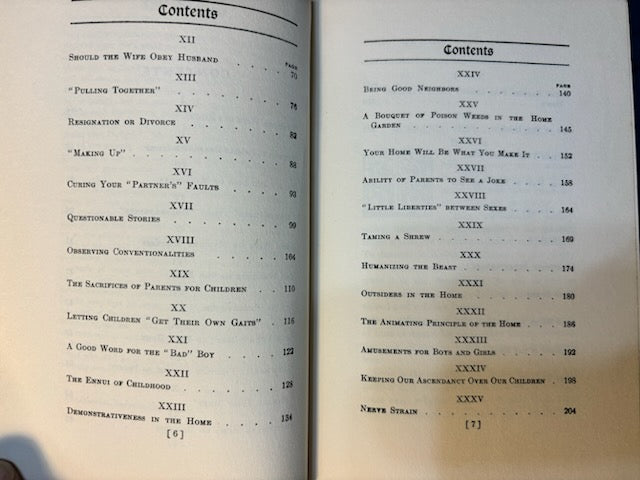 Contents
XII
PAGE
Should the Wife Obey Husband . . . . 70
XIII
"Pulling Together" . . . . . . 76
XIV
Resignation or Divorce . . . . . 82
XV
"Making Up" . . . . . . . 88
XVI
Curing Your "Partner's" Faults . . . . 93
XVII
Questionable Stories . . . . . . 99
XVIII
Observing Conventionalities . . . . . 104
XIX
The Sacrifices of Parents for Children . . . 110
XX
Letting Children "Get Their Own Gaits" . . 116
XXI
A Good Word for the "Bad" Boy . . . . 122
XXII
The Ennui of Childhood . . . . . 128
XXIII
Demonstrativeness in the Home . . . . 134
[6]
Contents
XXIV
PAGE
Being Good Neighbors . . . . . . 140
XXV
A Bouquet of Poison Weeds in the Home
Garden . . . . . . . . 145
XXVI
Your Home Will Be What You Make It . . 152
XXVII
Ability of Parents to See a Joke . . . 158
XXVIII
"Little Liberties" between Sexes . . . . 164
XXIX
Taming a Shrew . . . . . . . 169
XXX
Humanizing the Beast . . . . . . 174
XXXI
Outsiders in the Home . . . . . . 180
XXXII
The Animating Principle of the Home . . . 186
XXXIII
Amusements for Boys and Girls . . . . 192
XXXIV
Keeping Our Ascendancy Over Our Children . 198
XXXV
Nerve Strain . . . . . . . . 204
[7]